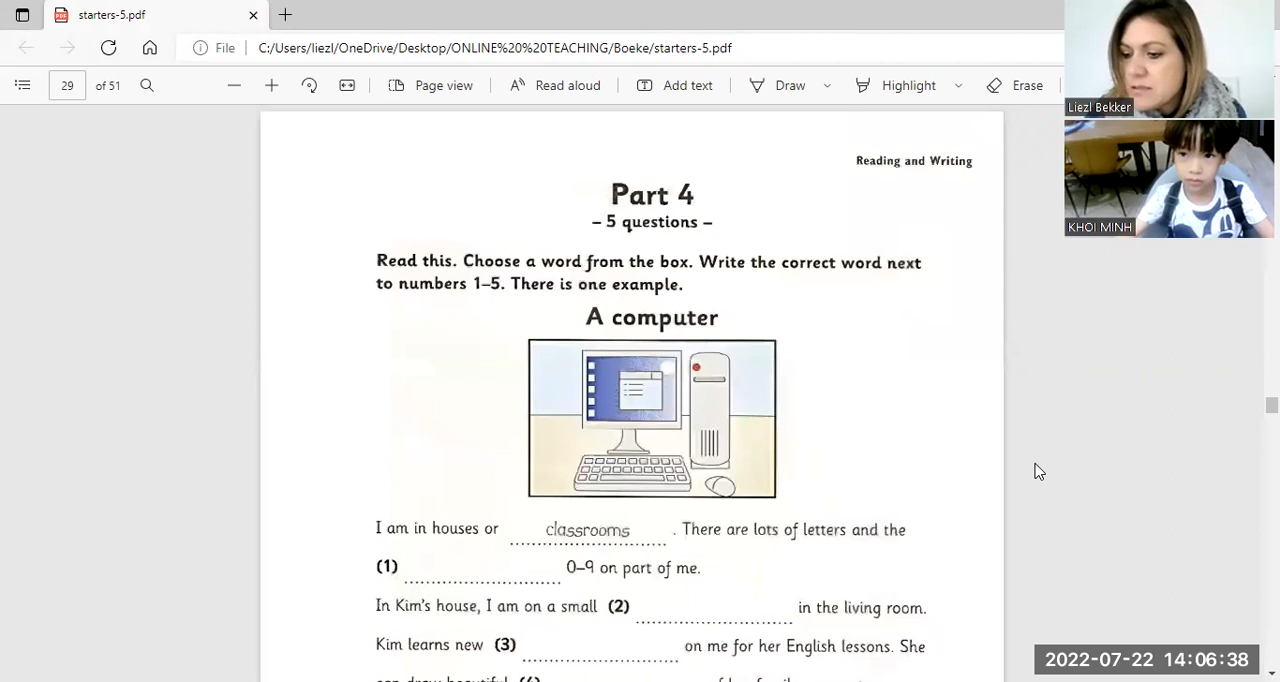 starters-5.pdf
File
C:/Users/liezl/OneDrive/Desktop/ONLINE%20%20TEACHING/Boeke/starters-5.pdf
29 of 51
Page view
Read aloud
Add text
Draw
Highlight
Erase
Liezl Bekker
KHOI MINH
Reading and Writing
Part 4
– 5 questions –
Read this. Choose a word from the box. Write the correct word next
to numbers 1–5. There is one example.
A computer
I am in houses or classrooms . There are lots of letters and the
(1) 0–9 on part of me.
In Kim's house, I am on a small (2) in the living room.
Kim learns new (3) on me for her English lessons. She
2022-07-22 14:06:38